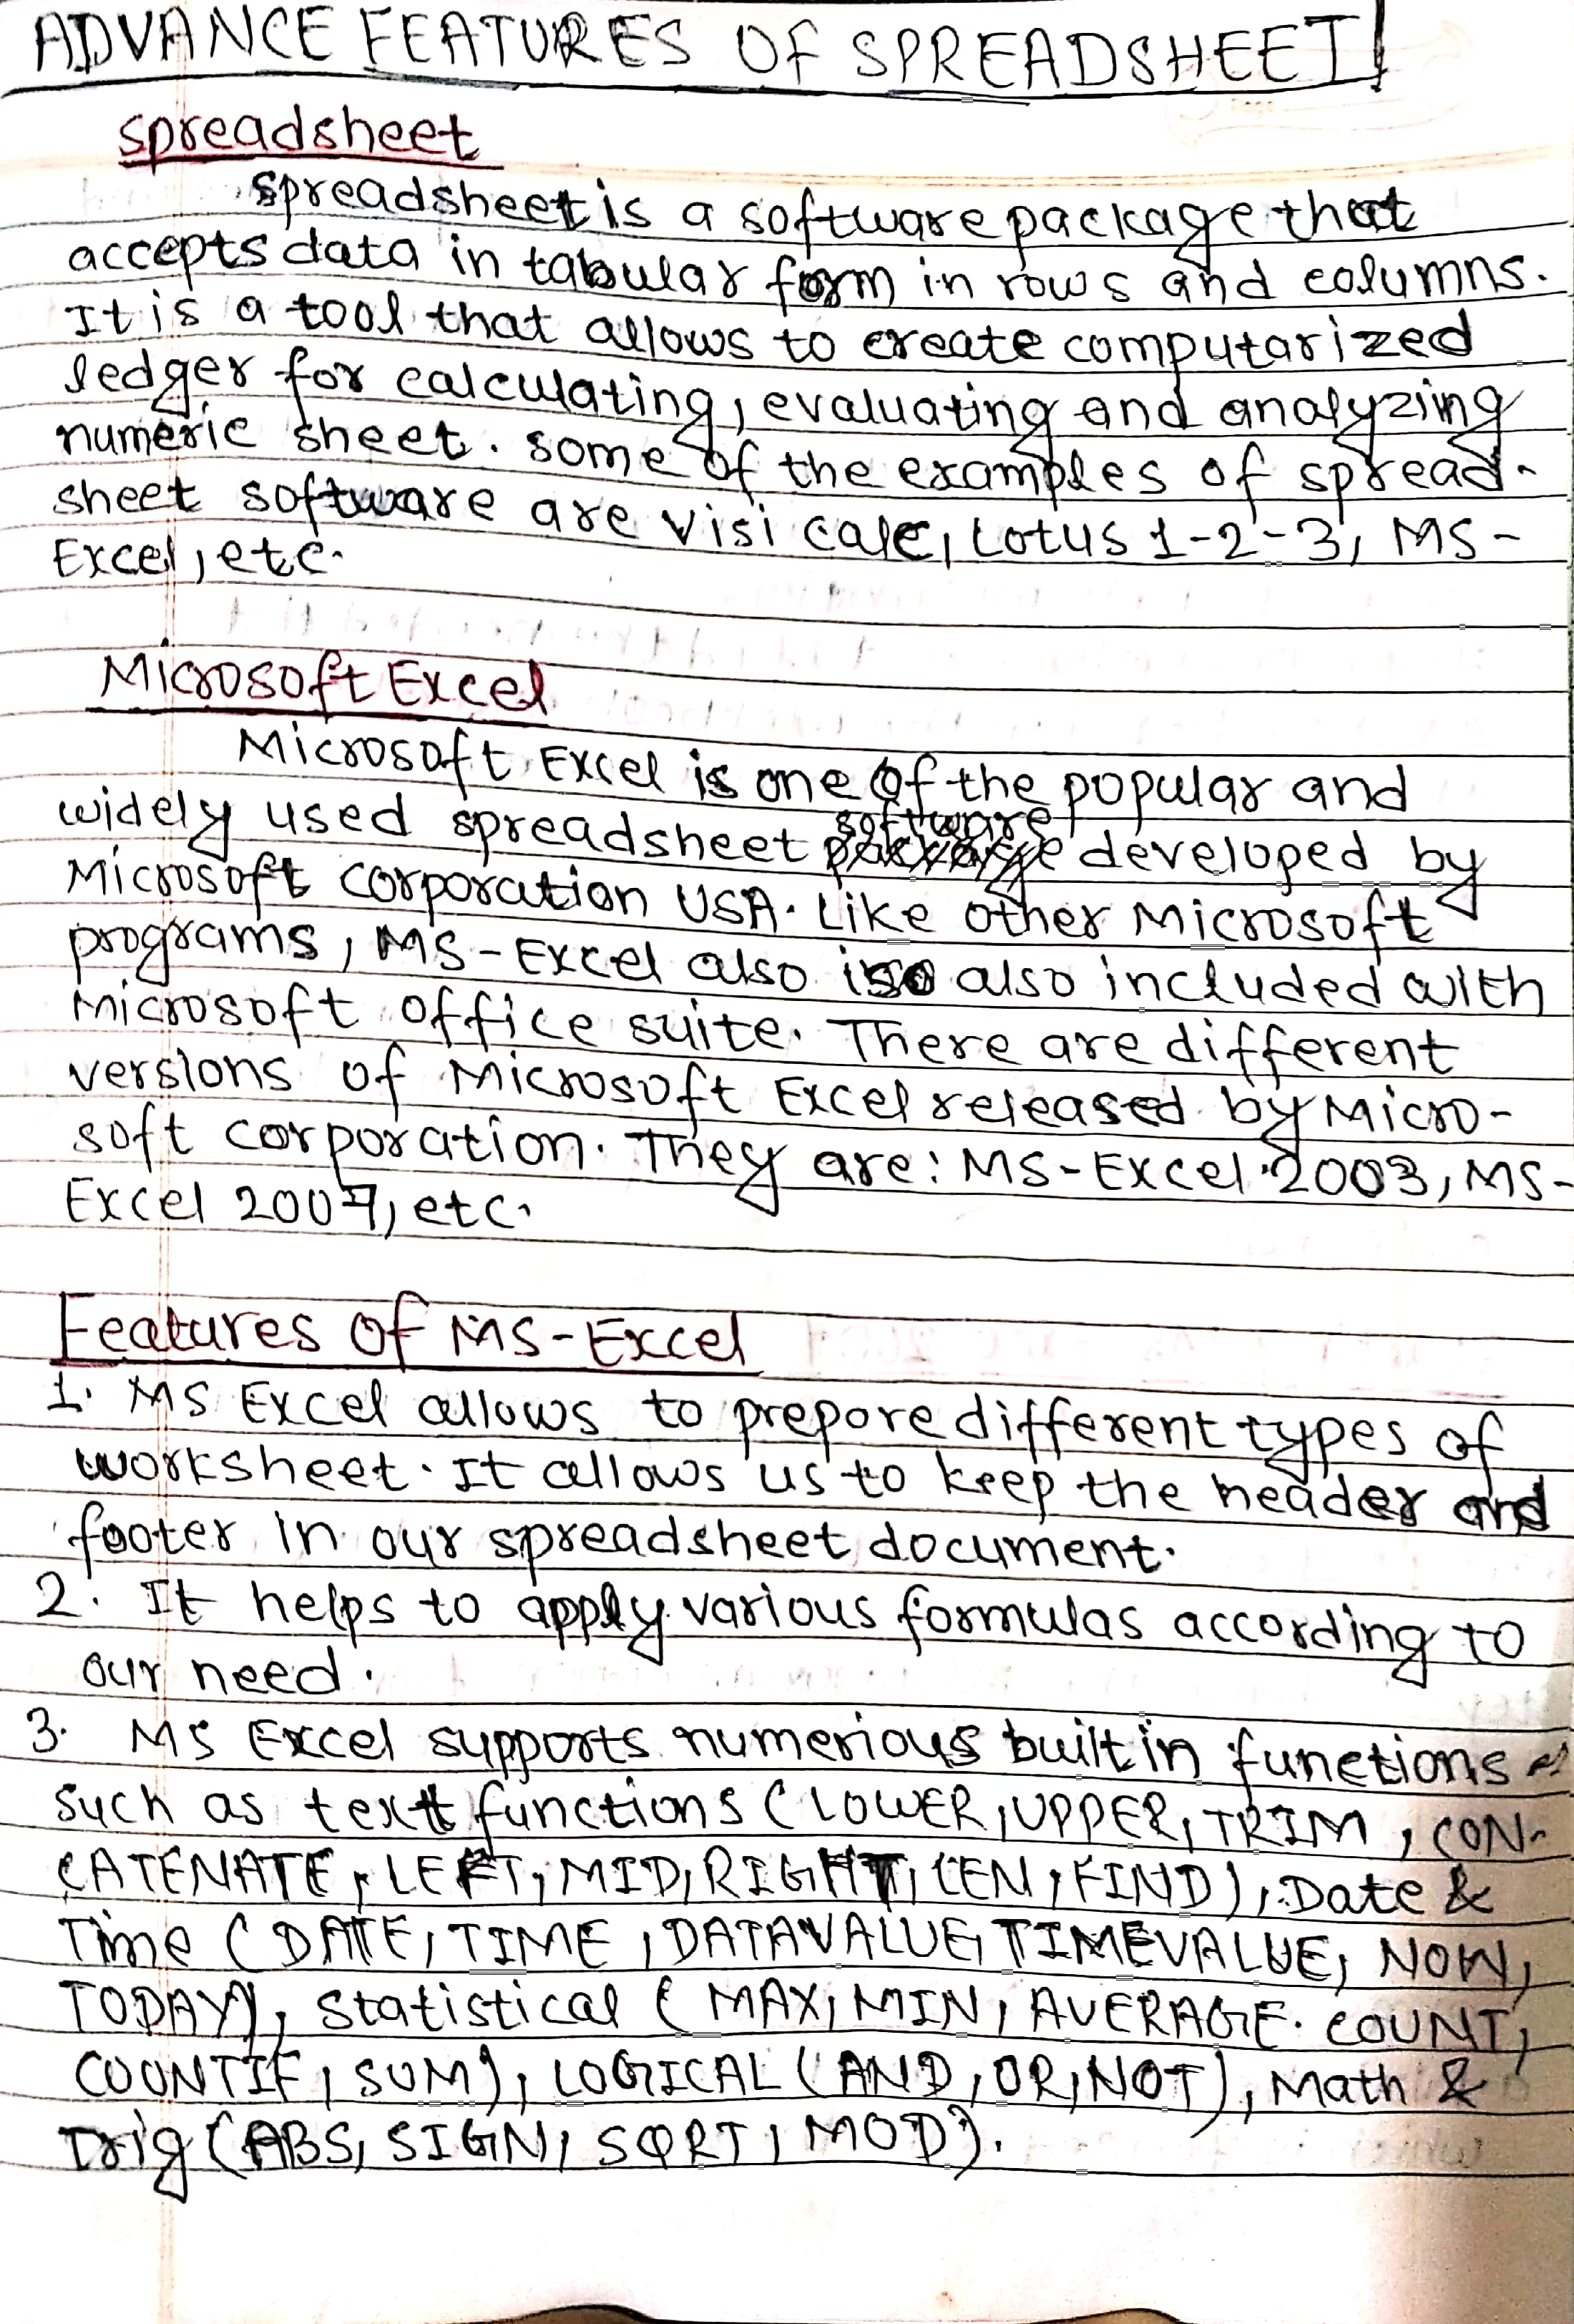 ADVANCE FEATURES OF SPREADSHEET!
spreadsheet
spreadsheet is a software package that
accepts data in tabular form in rows and columns.
It is a tool that allows to create computarized
ledger for calculating, evaluating and analyzing
numeric sheet. some of the examples of spread-
sheet software are visi calc, Lotus 1-2-3, MS-
Excel, etc.
Microsoft Excel
Microsoft Excel is one of the popular and
widely used spreadsheet software developed by
Microsoft corporation USA. Like other Microsoft
programs, MS-Excel also is also included with
Microsoft office suite. There are different
versions of Microsoft Excel released by Micro-
soft corporation. They are: MS-Excel 2003, MS-
Excel 2007, etc.
Features Of MS-Excel
1. MS Excel allows to prepare different types of
worksheet. It allows us to keep the header and
footer in our spreadsheet document.
2. It helps to apply various formulas according to
our need.
3. MS Excel supports numerious built in functions
such as text functions (LOWER, UPPER, TRIM, CON-
CATENATE, LEFT, MID, RIGHT, LEN, FIND), Date &
Time (DATE, TIME, DATAVALUE, TIMEVALUE, NOW,
TODAY), Statistical (MAX, MIN, AVERAGE. COUNT,
COUNTIF, SUM), LOGICAL (AND, OR, NOT), Math &
Trig (ABS, SIGN, SQRT, MOD).